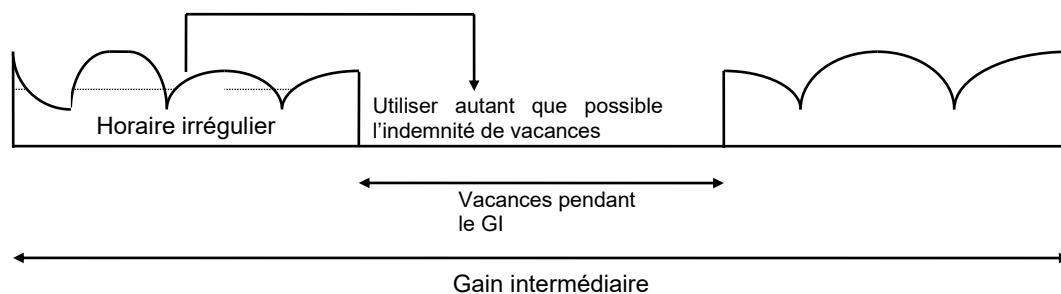 Utiliser autant que possible
l'indemnité de vacances
Horaire irrégulier
Vacances pendant
le GI
Gain intermédiaire